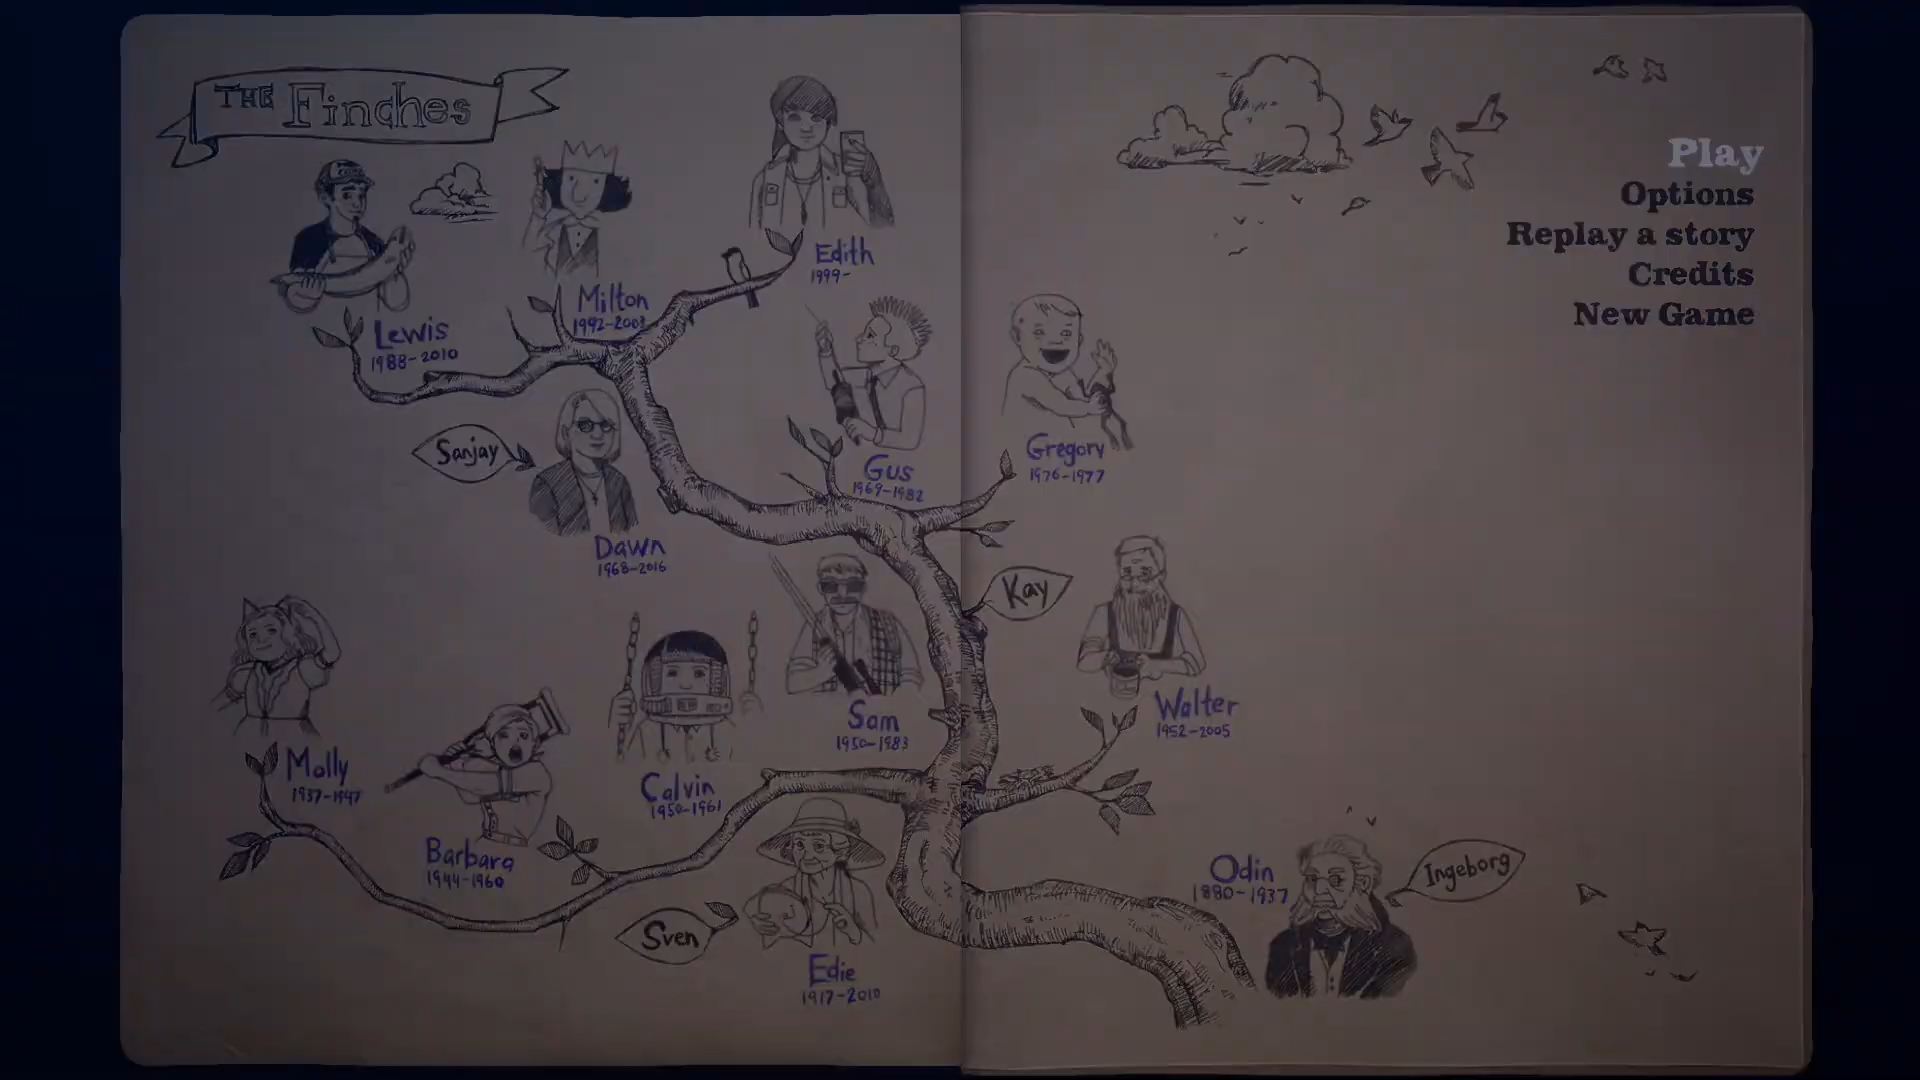 THE Finches
Edith
1999-
Play
Options
Replay a story
Credits
New Game
Milton
1992-2003
Lewis
1988-2010
Sanjay
Dawn
1968-2016
Gus
1969-1982
Gregory
1976-1977
Kay
Sam
1950-1983
Walter
1952-2005
Molly
1937-1947
Barbara
1944-1960
Calvin
1950-1961
Sven
Edie
1917-2010
Odin
1880-1937
Ingeborg